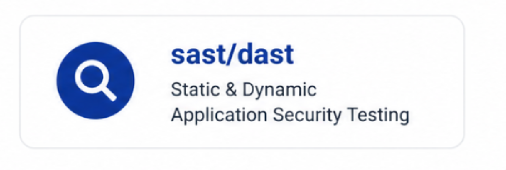 sast/dast
Static & Dynamic
Application Security Testing